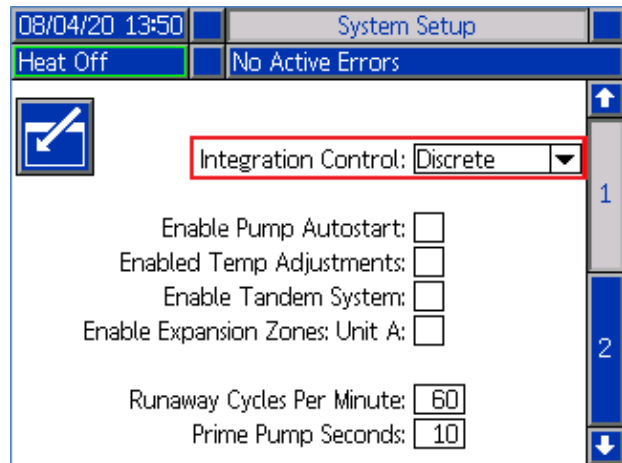 08/04/20 13:50 System Setup
Heat Off No Active Errors
Integration Control: Discrete
1
Enable Pump Autostart:
Enabled Temp Adjustments:
Enable Tandem System:
Enable Expansion Zones: Unit A:
2
Runaway Cycles Per Minute: 60
Prime Pump Seconds: 10